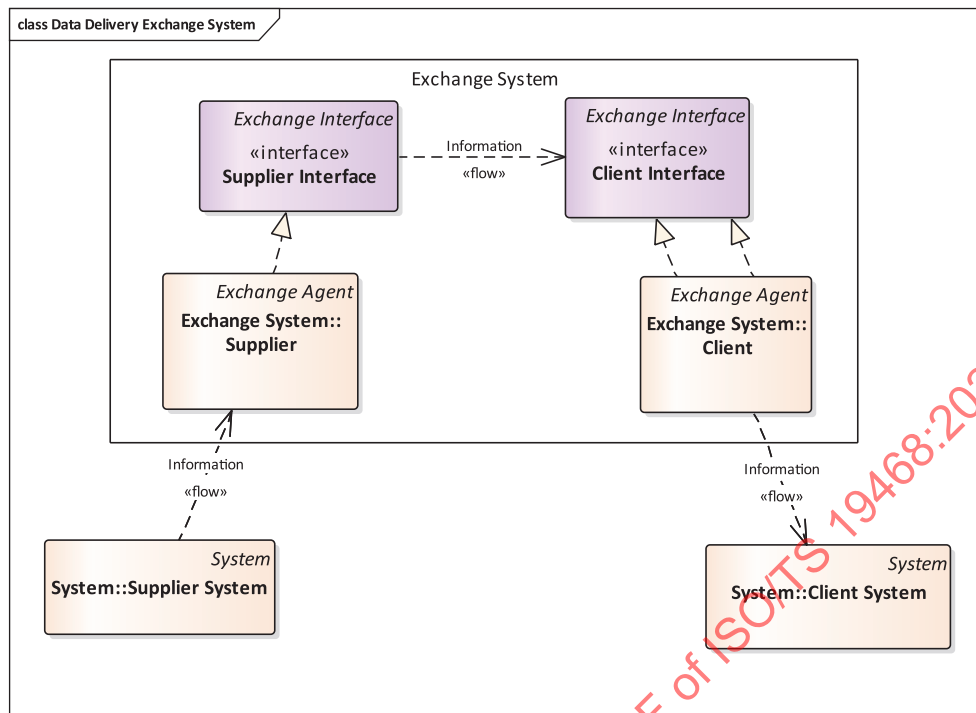 class Data Delivery Exchange System
Exchange System
Exchange Interface
«interface»
Supplier Interface
Information
«flow»
Exchange Interface
«interface»
Client Interface
Exchange Agent
Exchange System::
Supplier
Exchange Agent
Exchange System::
Client
Information
«flow»
Information
«flow»
System
System::Supplier System
System
System::Client System
of ISO/TS 19468:202